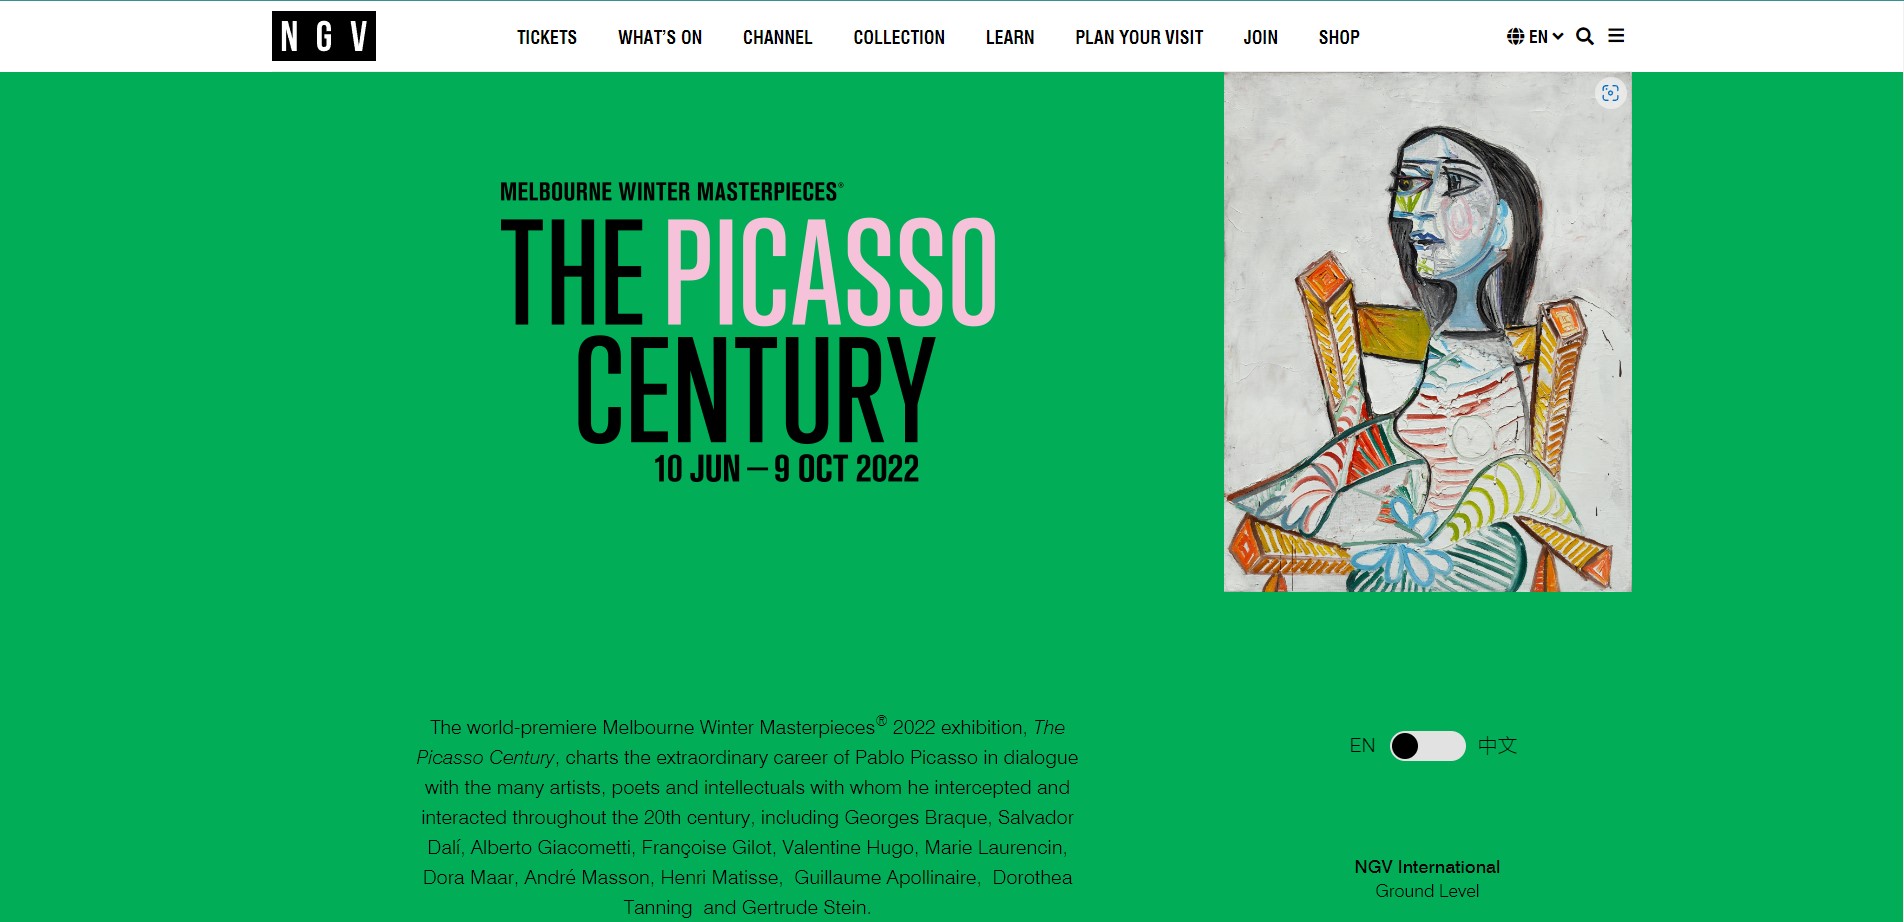 NGV
TICKETS WHAT'S ON CHANNEL COLLECTION LEARN PLAN YOUR VISIT JOIN SHOP
EN
MELBOURNE WINTER MASTERPIECES®
THE PICASSO
CENTURY
10 JUN – 9 OCT 2022
The world-premiere Melbourne Winter Masterpieces® 2022 exhibition, The
Picasso Century, charts the extraordinary career of Pablo Picasso in dialogue
with the many artists, poets and intellectuals with whom he intercepted and
interacted throughout the 20th century, including Georges Braque, Salvador
Dalí, Alberto Giacometti, Françoise Gilot, Valentine Hugo, Marie Laurencin,
Dora Maar, André Masson, Henri Matisse, Guillaume Apollinaire, Dorothea
Tanning and Gertrude Stein.
EN 中文
NGV International
Ground Level